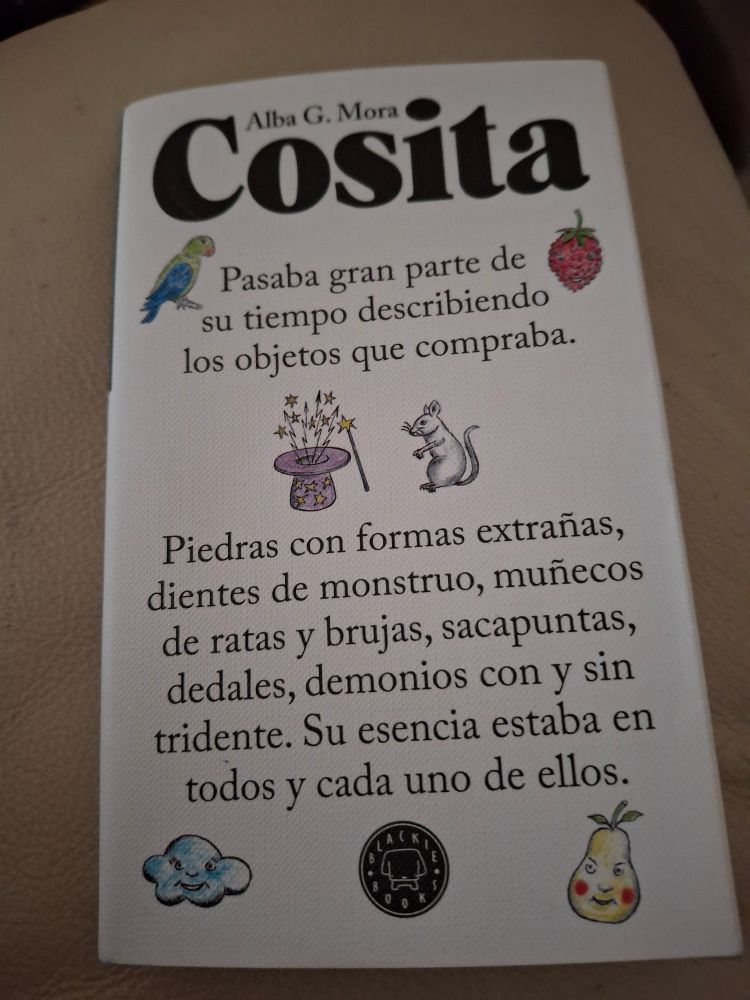 Alba G. Mora
Cosita
Pasaba gran parte de
su tiempo describiendo
los objetos que compraba.
Piedras con formas extrañas,
dientes de monstruo, muñecos
de ratas y brujas, sacapuntas,
dedales, demonios con y sin
tridente. Su esencia estaba en
todos y cada uno de ellos.
BLACKIE
BOOKS